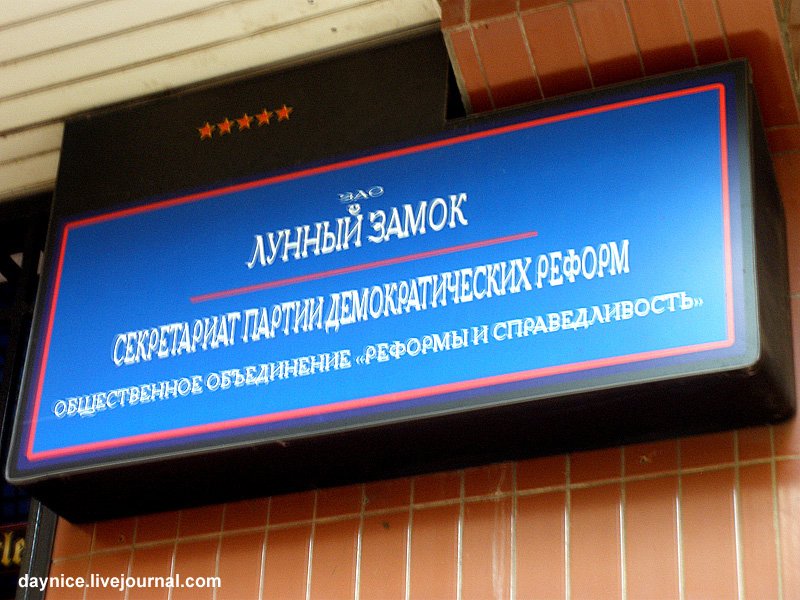 ЗАО
ЛУННЫЙ ЗАМОК
СЕКРЕТАРИАТ ПАРТИИ ДЕМОКРАТИЧЕСКИХ РЕФОРМ
ОБЩЕСТВЕННОЕ ОБЪЕДИНЕНИЕ «РЕФОРМЫ И СПРАВЕДЛИВОСТЬ»
daynice.livejournal.com